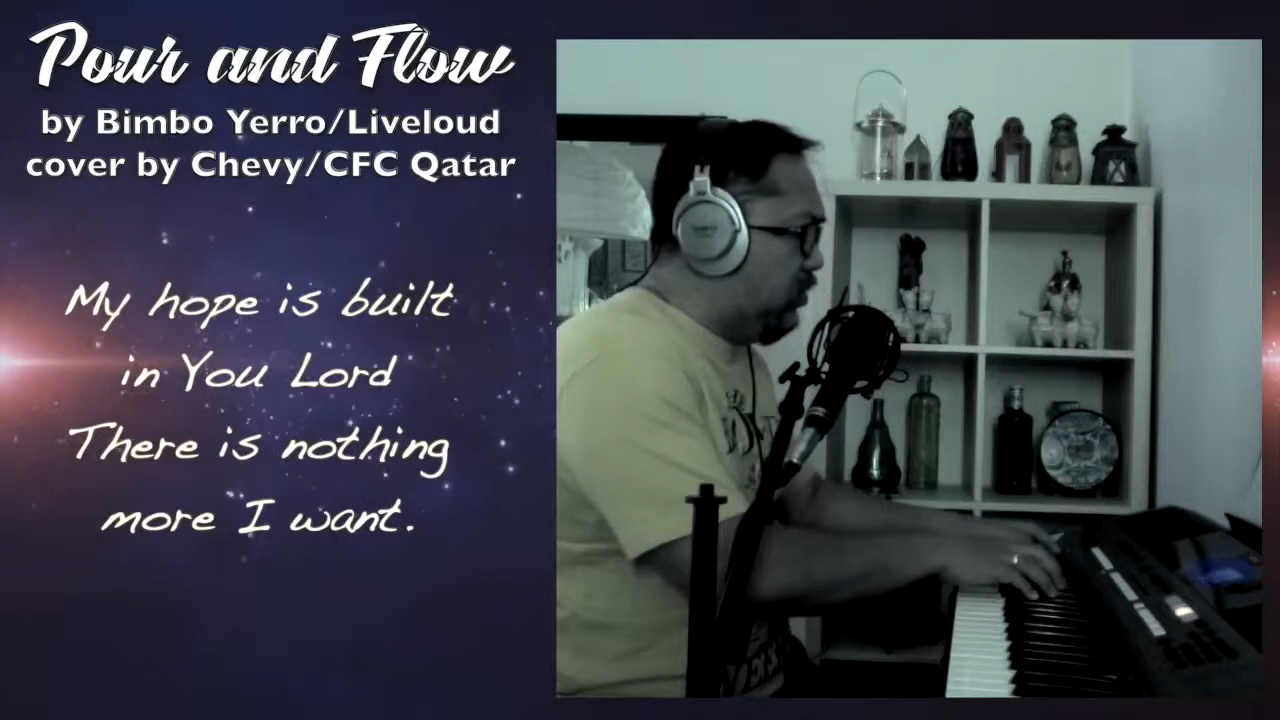 Pour and Flow
by Bimbo Yerro/Liveloud
cover by Chevy/CFC Qatar
My hope is built
in You Lord
There is nothing
more I want.